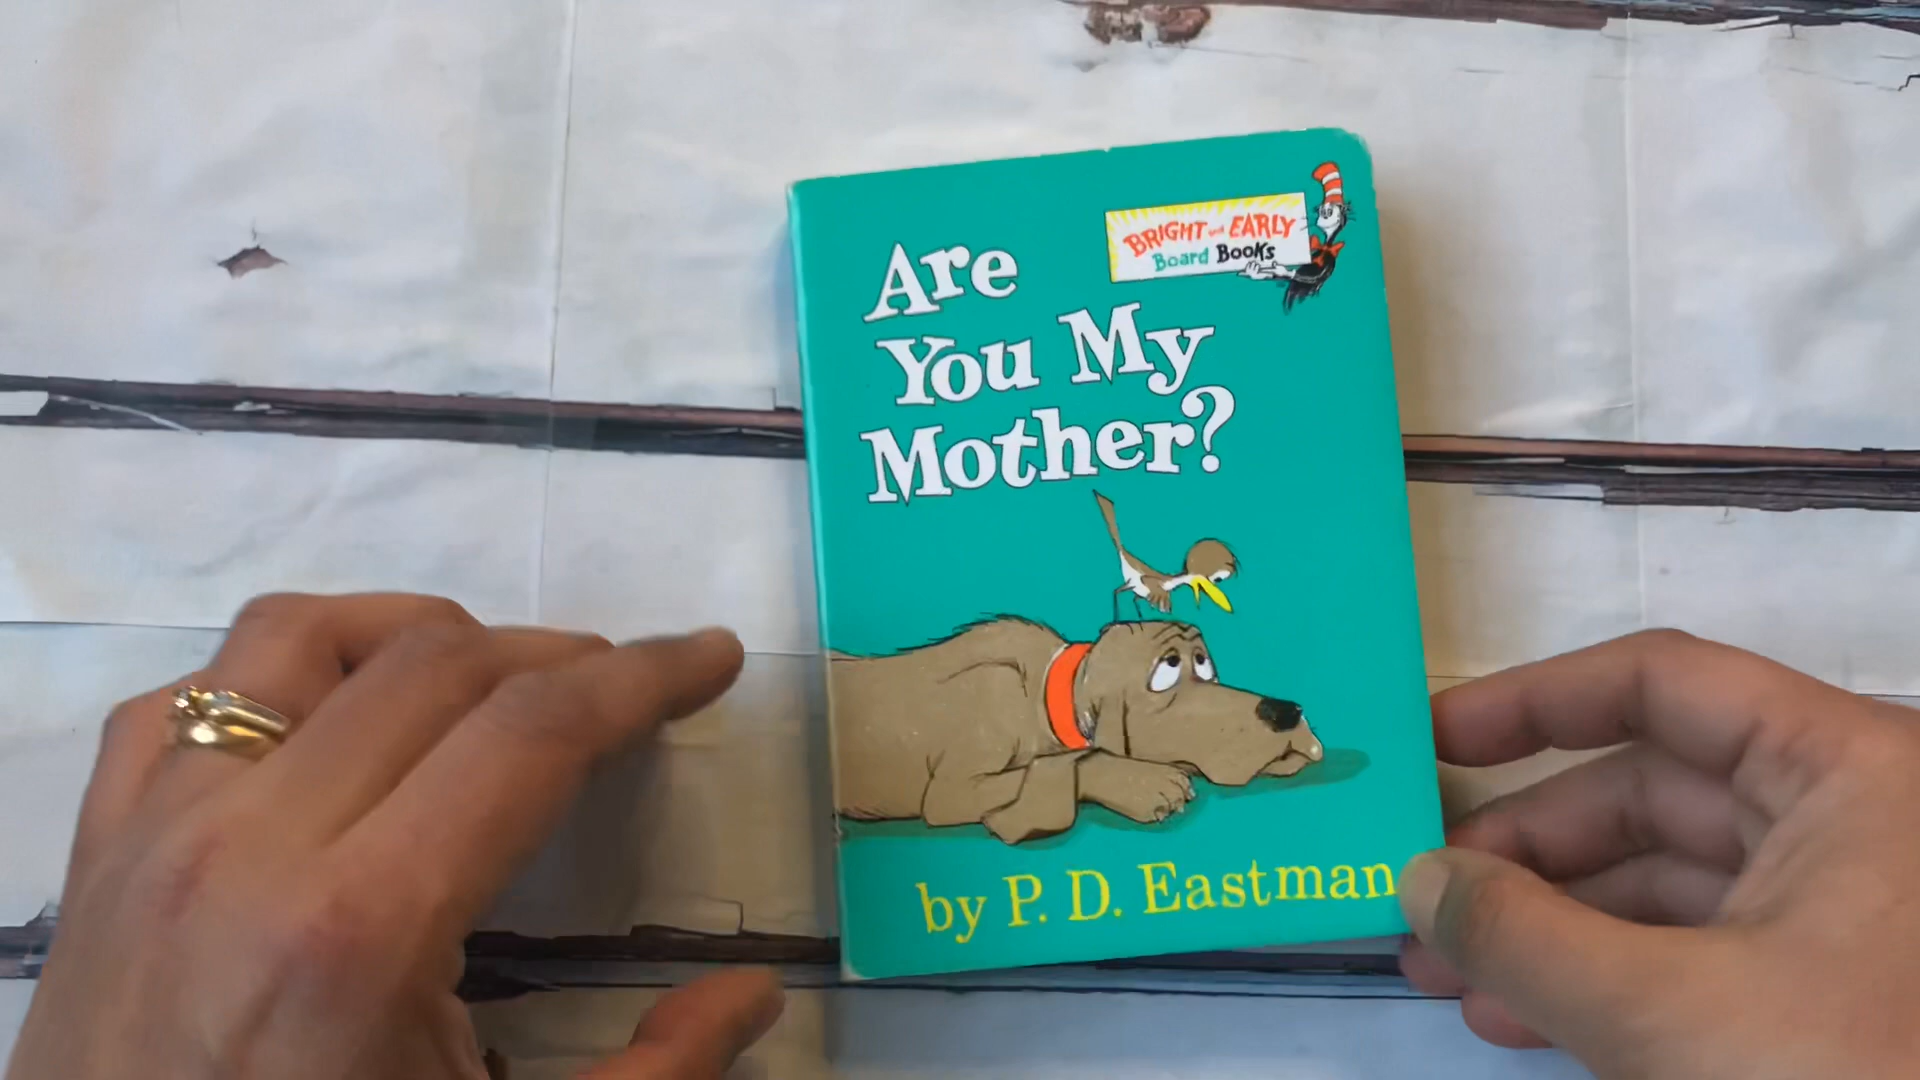 BRIGHT and EARLY
Board Books
Are
You My
Mother?
by P. D. Eastman